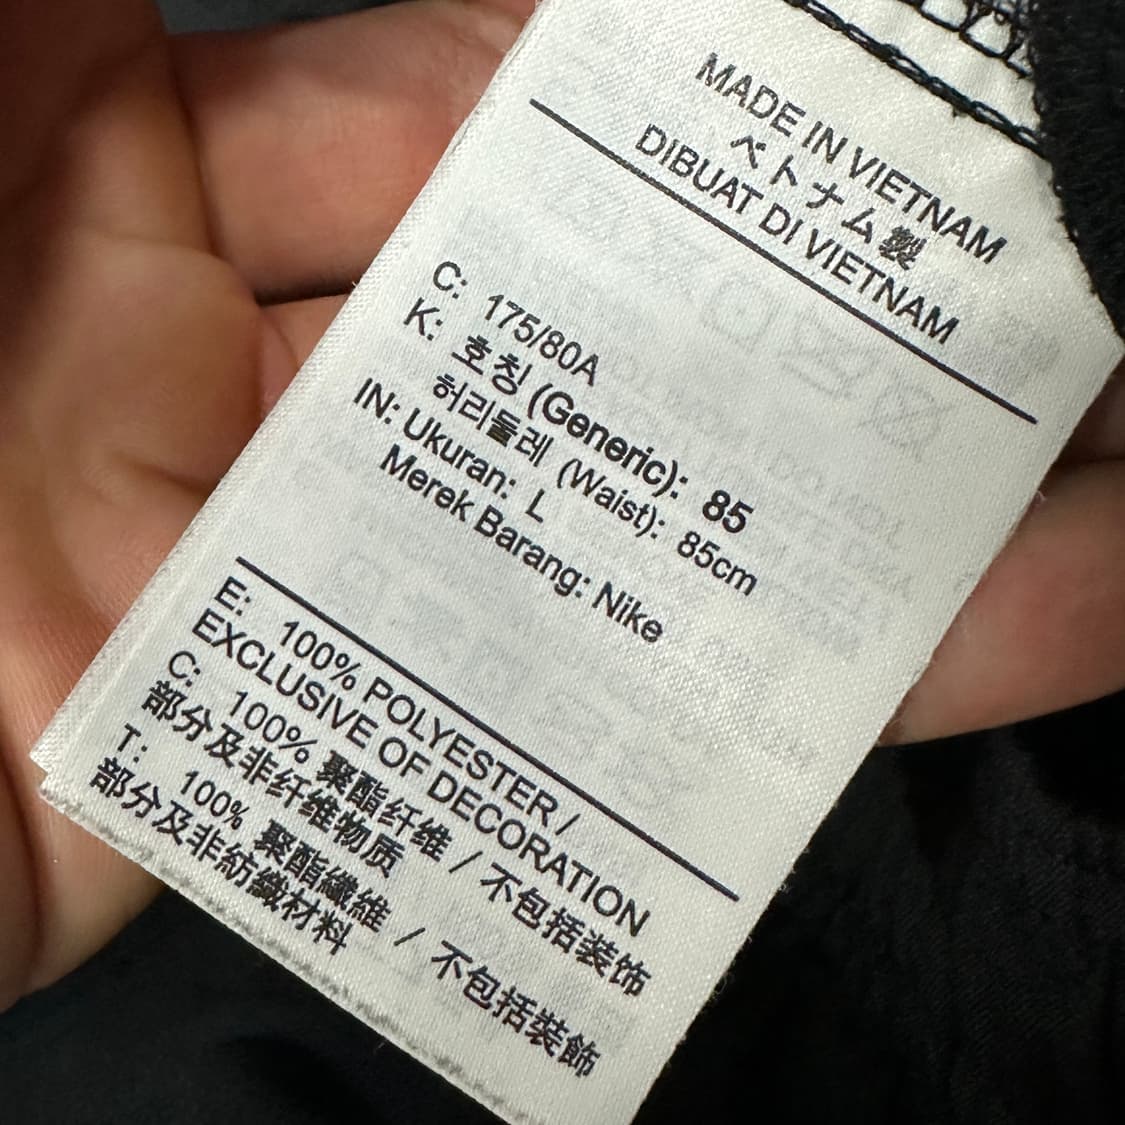 MADE IN VIETNAM
ベトナム製
DIBUAT DI VIETNAM
C: 175/80A
K: 호칭 (Generic): 85
허리둘레 (Waist): 85cm
IN: Ukuran: L
Merek Barang: Nike
E: 100% POLYESTER /
EXCLUSIVE OF DECORATION
C: 100% 聚酯纤维 / 不包括装饰
部分及非纤维物质
T: 100% 聚酯纖維 / 不包括裝飾
部分及非紡織材料